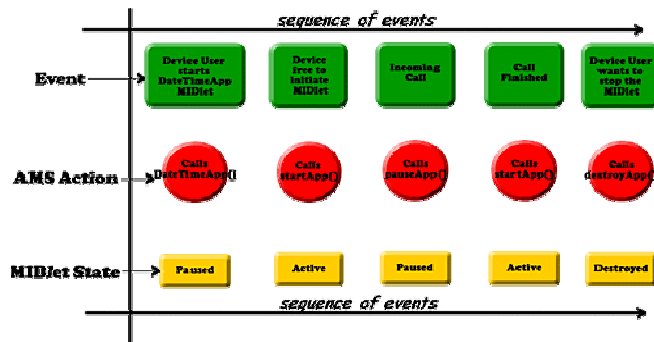 sequence of events
Event
Device User
starts
DateTimeApp
MIDlet
Device
free to
initiate
MIDlet
Incoming
Call
Call
Finished
Device User
wants to
stop the
MIDlet
AMS Action
Calls
DateTimeApp()
Calls
startApp()
Calls
pauseApp()
Calls
startApp()
Calls
destroyApp()
MIDlet State
Paused
Active
Paused
Active
Destroyed
sequence of events